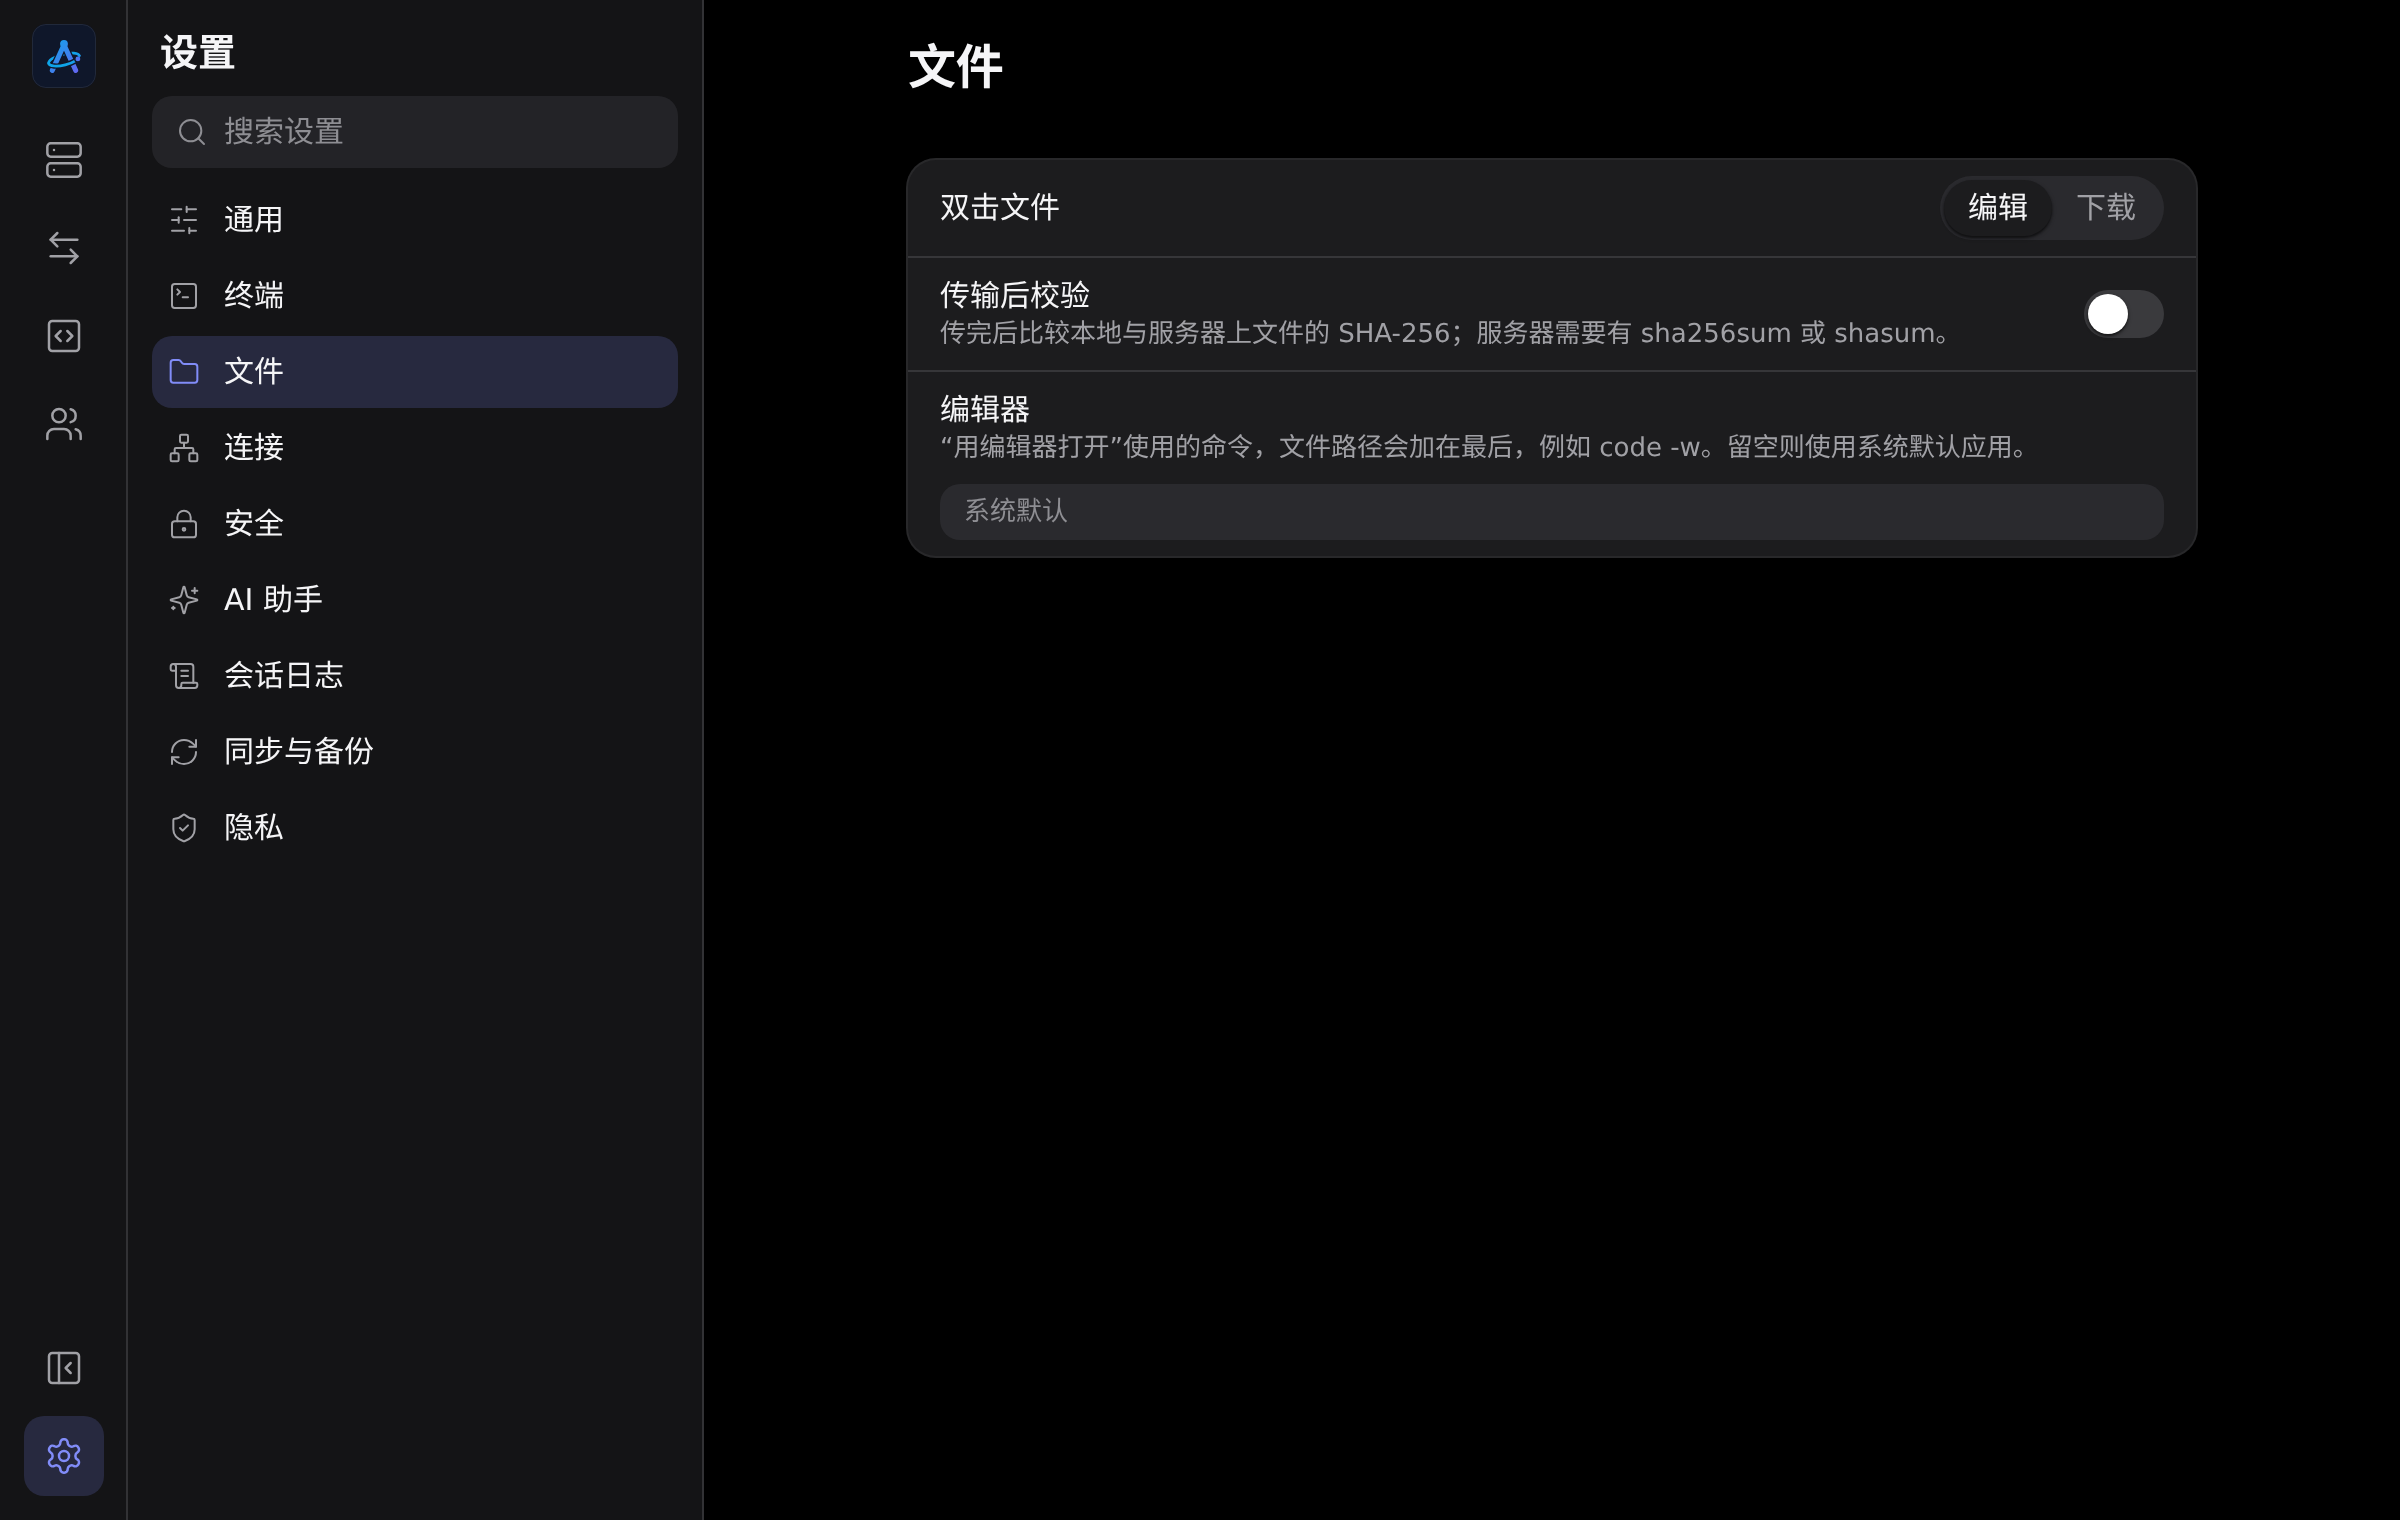 设置
搜索设置
通用
终端
文件
连接
安全
AI 助手
会话日志
同步与备份
隐私
文件
双击文件
编辑
下载
传输后校验
传完后比较本地与服务器上文件的 SHA-256；服务器需要有 sha256sum 或 shasum。
编辑器
“用编辑器打开”使用的命令，文件路径会加在最后，例如 code -w。留空则使用系统默认应用。
系统默认